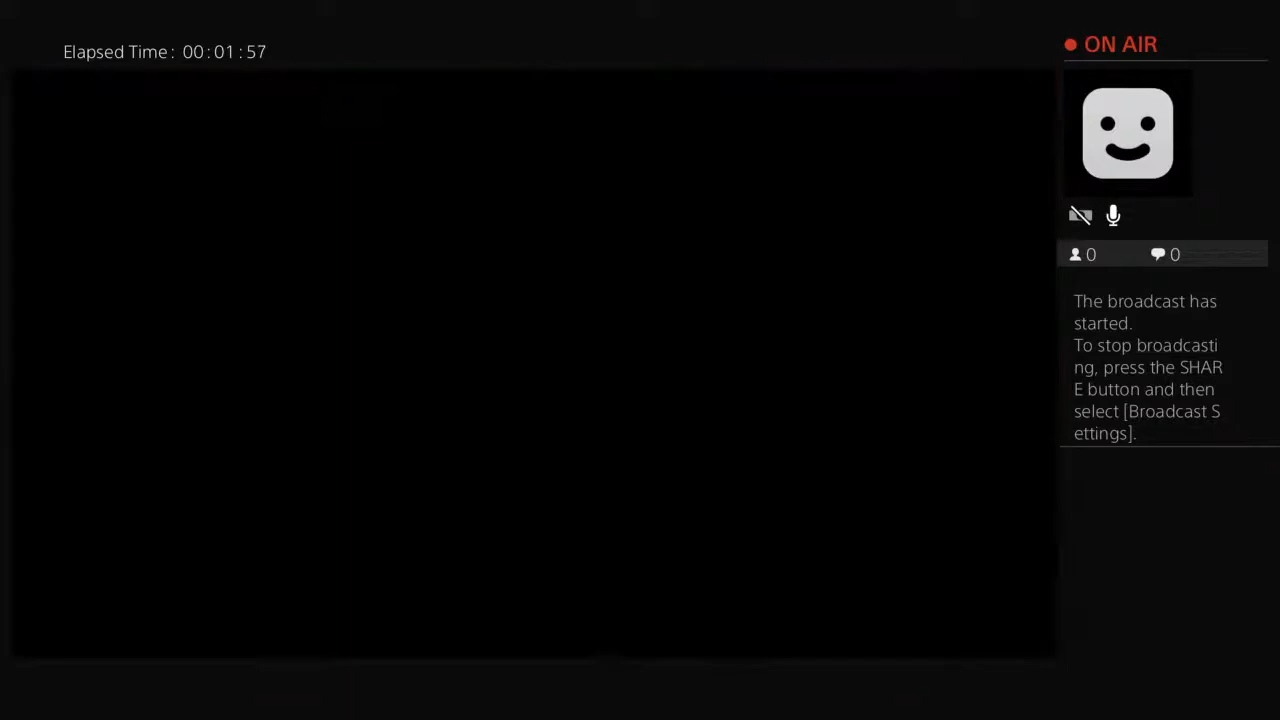 Elapsed Time: 00:01:57
ON AIR
0 0
The broadcast has
started.
To stop broadcasti
ng, press the SHAR
E button and then
select [Broadcast S
ettings].